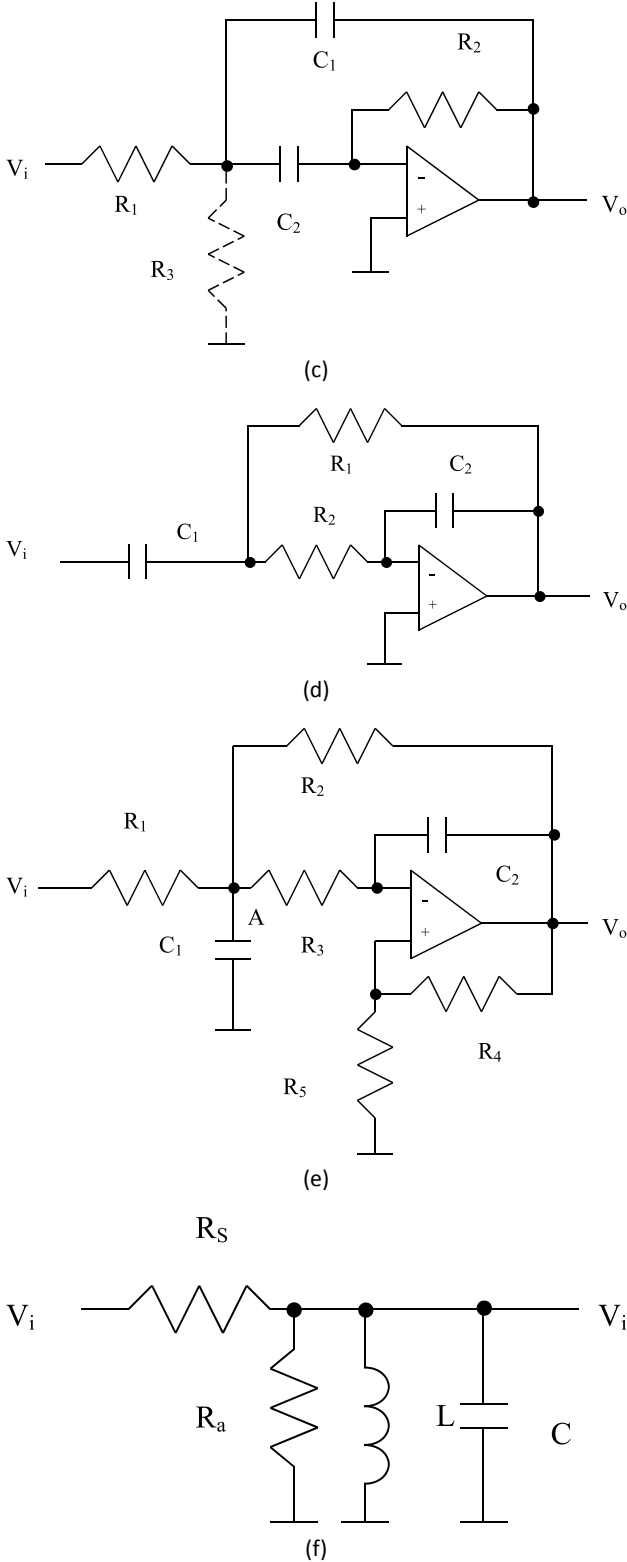 C₁
R₂
Vᵢ
-
R₁
C₂
+
Vₒ
R₃
(c)
R₁
C₂
R₂
C₁
Vᵢ
-
+
Vₒ
(d)
R₂
R₁
Vᵢ
C₂
-
A
C₁
R₃
+
Vₒ
R₄
R₅
(e)
R_S
Vᵢ
Vᵢ
Rₐ
L
C
(f)